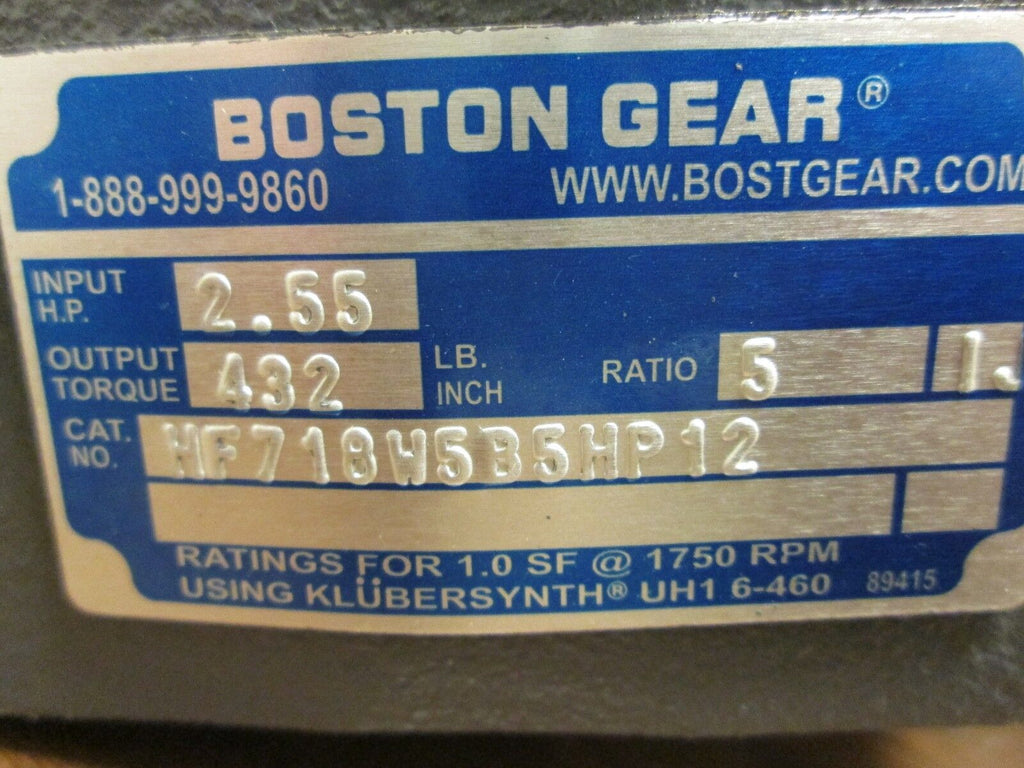 BOSTON GEAR®
1-888-999-9860 WWW.BOSTGEAR.COM
INPUT H.P. 2.55
OUTPUT TORQUE 432 LB. INCH RATIO 5 1.
CAT. NO. HF718W5B5HP12
RATINGS FOR 1.0 SF @ 1750 RPM
USING KLÜBERSYNTH® UH1 6-460 89415